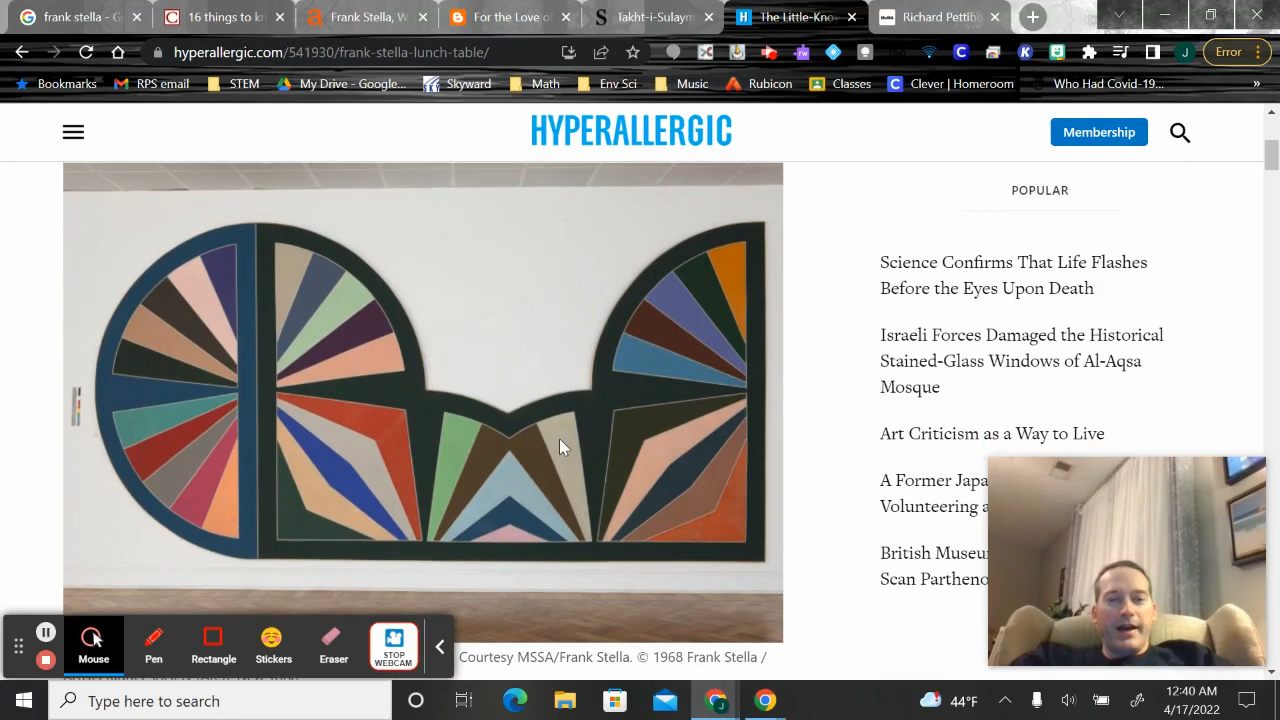 frank stella - G
16 things to kn
Frank Stella, W
For the Love of
Takht-i-Sulaym
The Little-Know
Richard Pettibo
hyperallergic.com/541930/frank-stella-lunch-table/
Error
Bookmarks
RPS email
STEM
My Drive - Google...
Skyward
Math
Env Sci
Music
Rubicon
Classes
Clever | Homeroom
Who Had Covid-19...
»
HYPERALLERGIC
Membership
POPULAR
Science Confirms That Life Flashes
Before the Eyes Upon Death
Israeli Forces Damaged the Historical
Stained-Glass Windows of Al-Aqsa
Mosque
Art Criticism as a Way to Live
A Former Japa
Volunteering a
British Museu
Scan Partheno
Mouse
Pen
Rectangle
Stickers
Eraser
STOP
WEBCAM
Courtesy MSSA/Frank Stella. © 1968 Frank Stella /
Type here to search
44°F
12:40 AM
4/17/2022